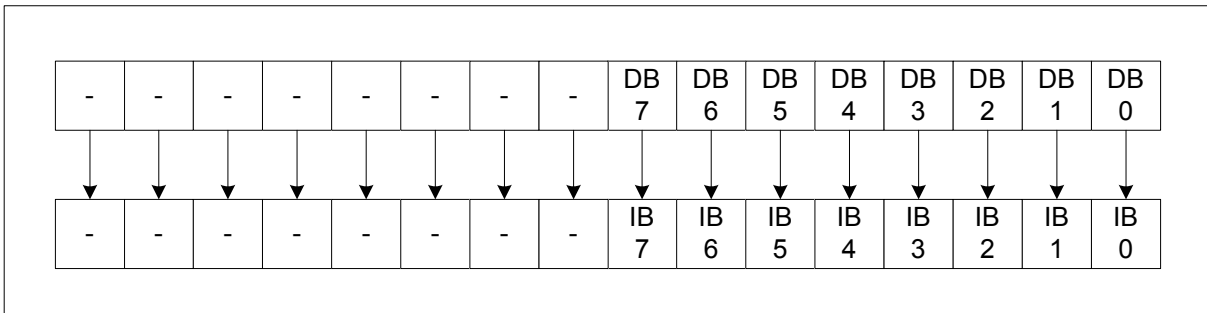 - - - - - - - - DB DB DB DB DB DB DB DB
7 6 5 4 3 2 1 0
- - - - - - - - IB IB IB IB IB IB IB IB
7 6 5 4 3 2 1 0